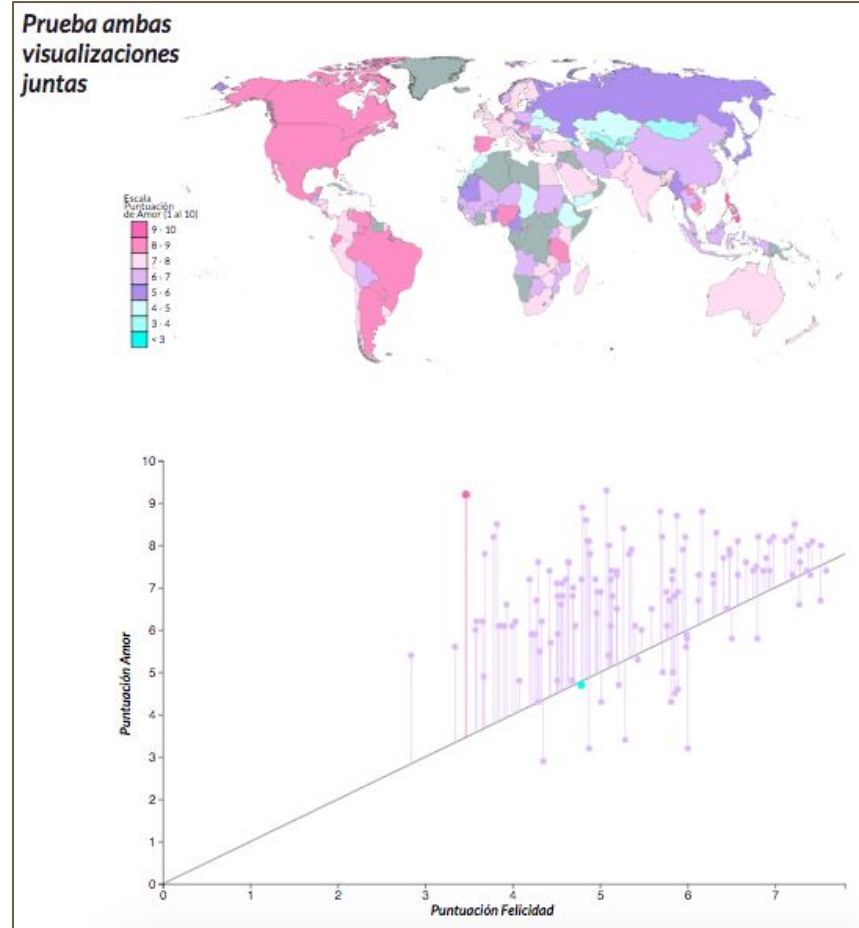 Prueba ambas
visualizaciones
juntas
Escala
Puntuación
de Amor (1 al 10)
9 - 10
8 - 9
7 - 8
6 - 7
5 - 6
4 - 5
3 - 4
< 3
10
9
8
7
6
5
4
3
2
1
0
Puntuación Amor
0 1 2 3 4 5 6 7
Puntuación Felicidad